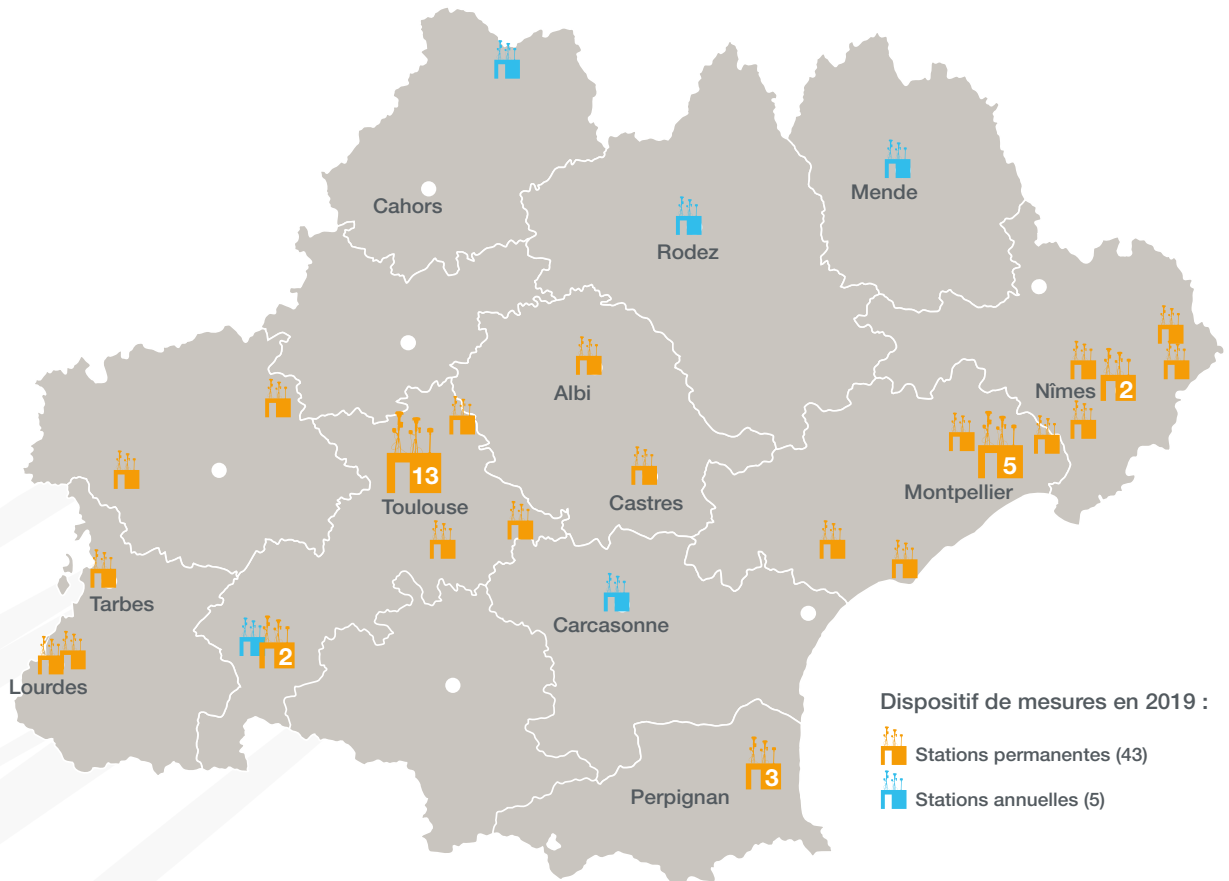 Cahors
Mende
Rodez
Albi
Nîmes
2
13
Toulouse
Castres
5
Montpellier
Tarbes
Carcasonne
2
Lourdes
3
Perpignan
Dispositif de mesures en 2019 :
Stations permanentes (43)
Stations annuelles (5)